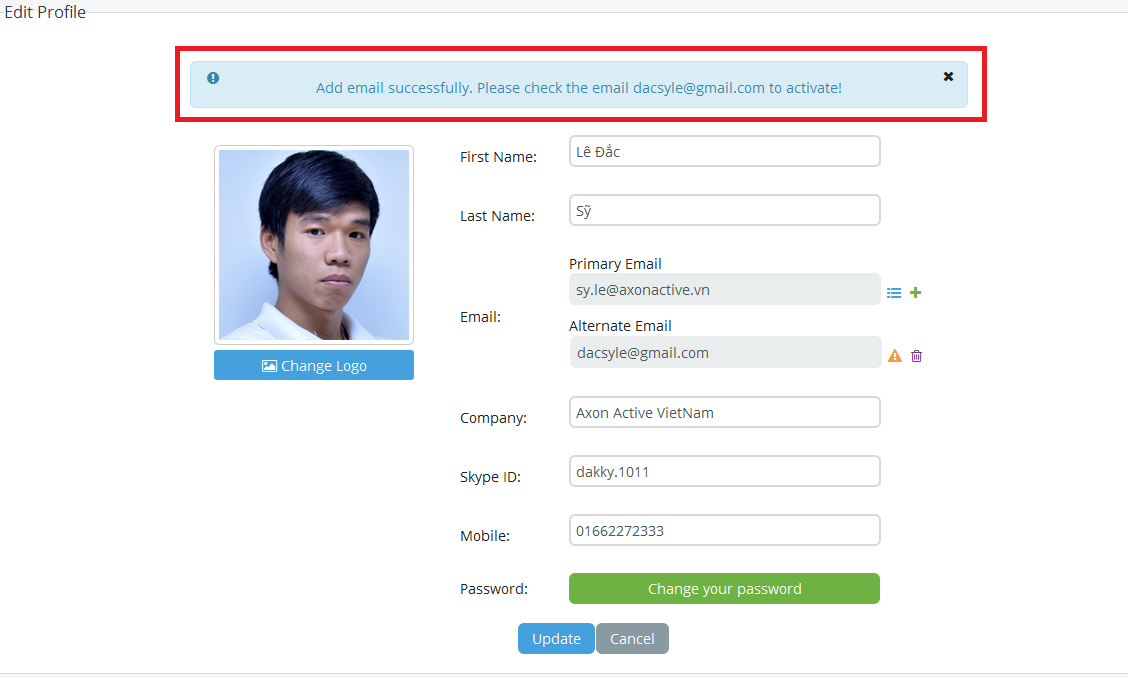 Edit Profile
Add email successfully. Please check the email dacsyle@gmail.com to activate!
First Name:
Lê Đắc
Last Name:
Sỹ
Primary Email
sy.le@axonactive.vn
Email:
Alternate Email
dacsyle@gmail.com
Change Logo
Company:
Axon Active VietNam
Skype ID:
dakky.1011
Mobile:
01662272333
Password:
Change your password
Update
Cancel